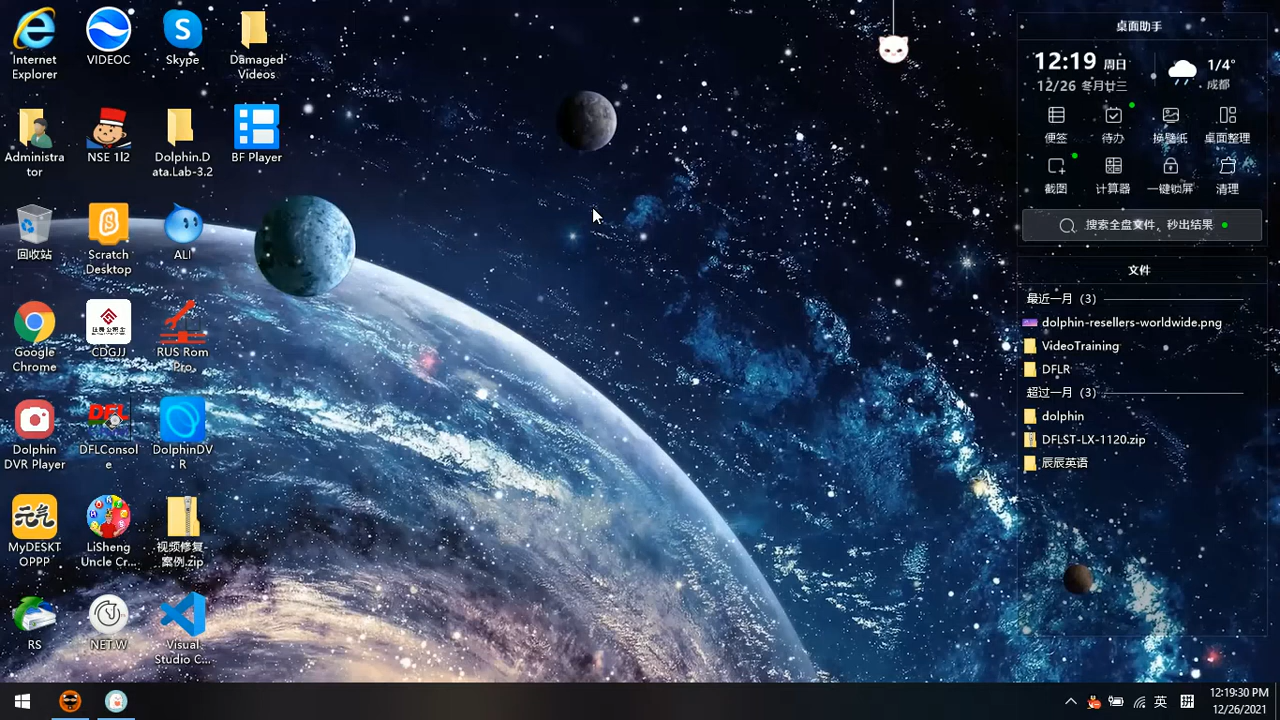 Internet
Explorer
VIDEOC
Skype
Damaged
Videos
Administra
tor
NSE 1l2
Dolphin.D
ata.Lab-3.2
BF Player
回收站
Scratch
Desktop
ALI
Google
Chrome
CDGJJ
RUS Rom
Pro.
Dolphin
DVR Player
DFL
DFLConsol
e
DolphinDV
R
元气
MyDESKT
OPPP
LiSheng
Uncle Cr...
视频修复
案例.zip
RS
NET.W
Visual
Studio C...
桌面助手
12:19 周日
12/26 冬月廿三
1/4°
成都
便签
待办
换壁纸
桌面整理
截图
计算器
一键锁屏
清理
搜索全盘文件，秒出结果
文件
最近一月（3）
dolphin-resellers-worldwide.png
VideoTraining
DFLR
超过一月（3）
dolphin
DFLST-LX-1120.zip
辰辰英语
英
拼
12:19:30 PM
12/26/2021